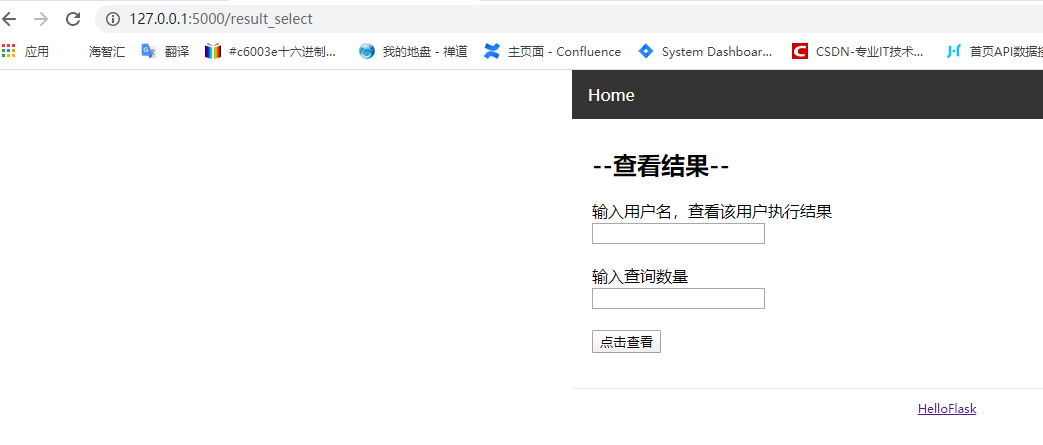 127.0.0.1:5000/result_select
应用 海智汇 翻译 #c6003e十六进制... 我的地盘 - 禅道 主页面 - Confluence System Dashboar... CSDN-专业IT技术... 首页API数据接
Home
--查看结果--
输入用户名，查看该用户执行结果
输入查询数量
点击查看
HelloFlask